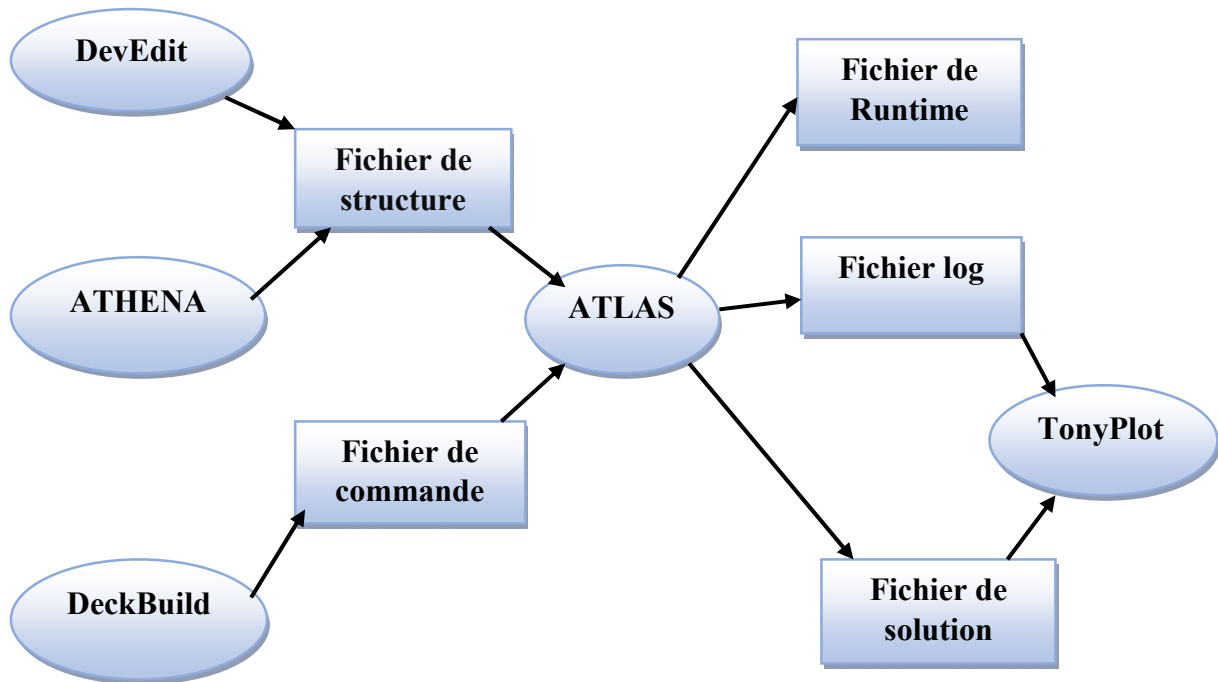 DevEdit
Fichier de
structure
ATHENA
Fichier de
commande
DeckBuild
ATLAS
Fichier de
Runtime
Fichier log
TonyPlot
Fichier de
solution